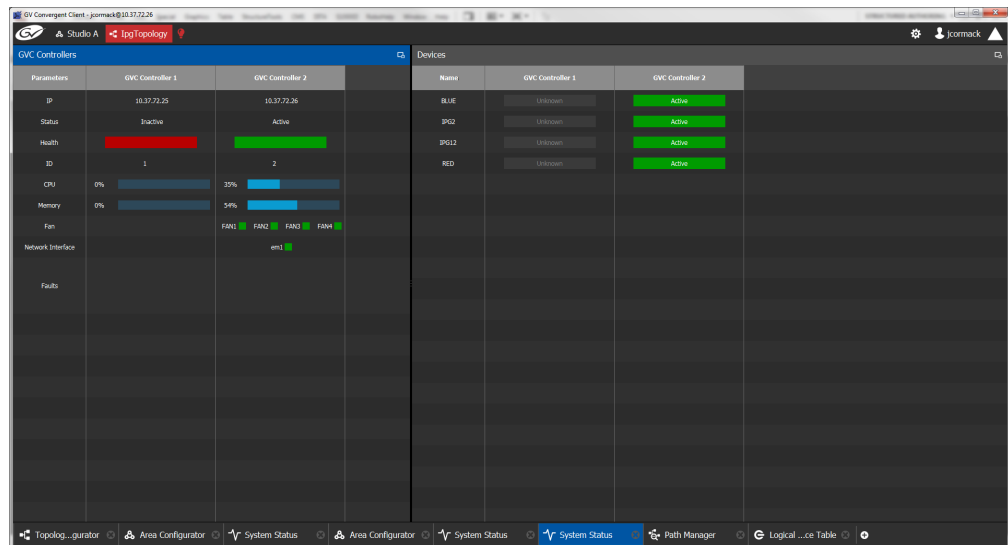 GV Convergent Client - jcormack@10.37.72.26
GV Studio A IpgTopology jcormack
GVC Controllers
Parameters GVC Controller 1 GVC Controller 2
IP 10.37.72.25 10.37.72.26
Status Inactive Active
Health
ID 1 2
CPU 0% 35%
Memory 0% 54%
Fan FAN1 FAN2 FAN3 FAN4
Network Interface em1
Faults
Devices
Name GVC Controller 1 GVC Controller 2
BLUE Unknown Active
IPG2 Unknown Active
IPG12 Unknown Active
RED Unknown Active
Topolog...gurator Area Configurator System Status Area Configurator System Status System Status Path Manager Logical ...ce Table